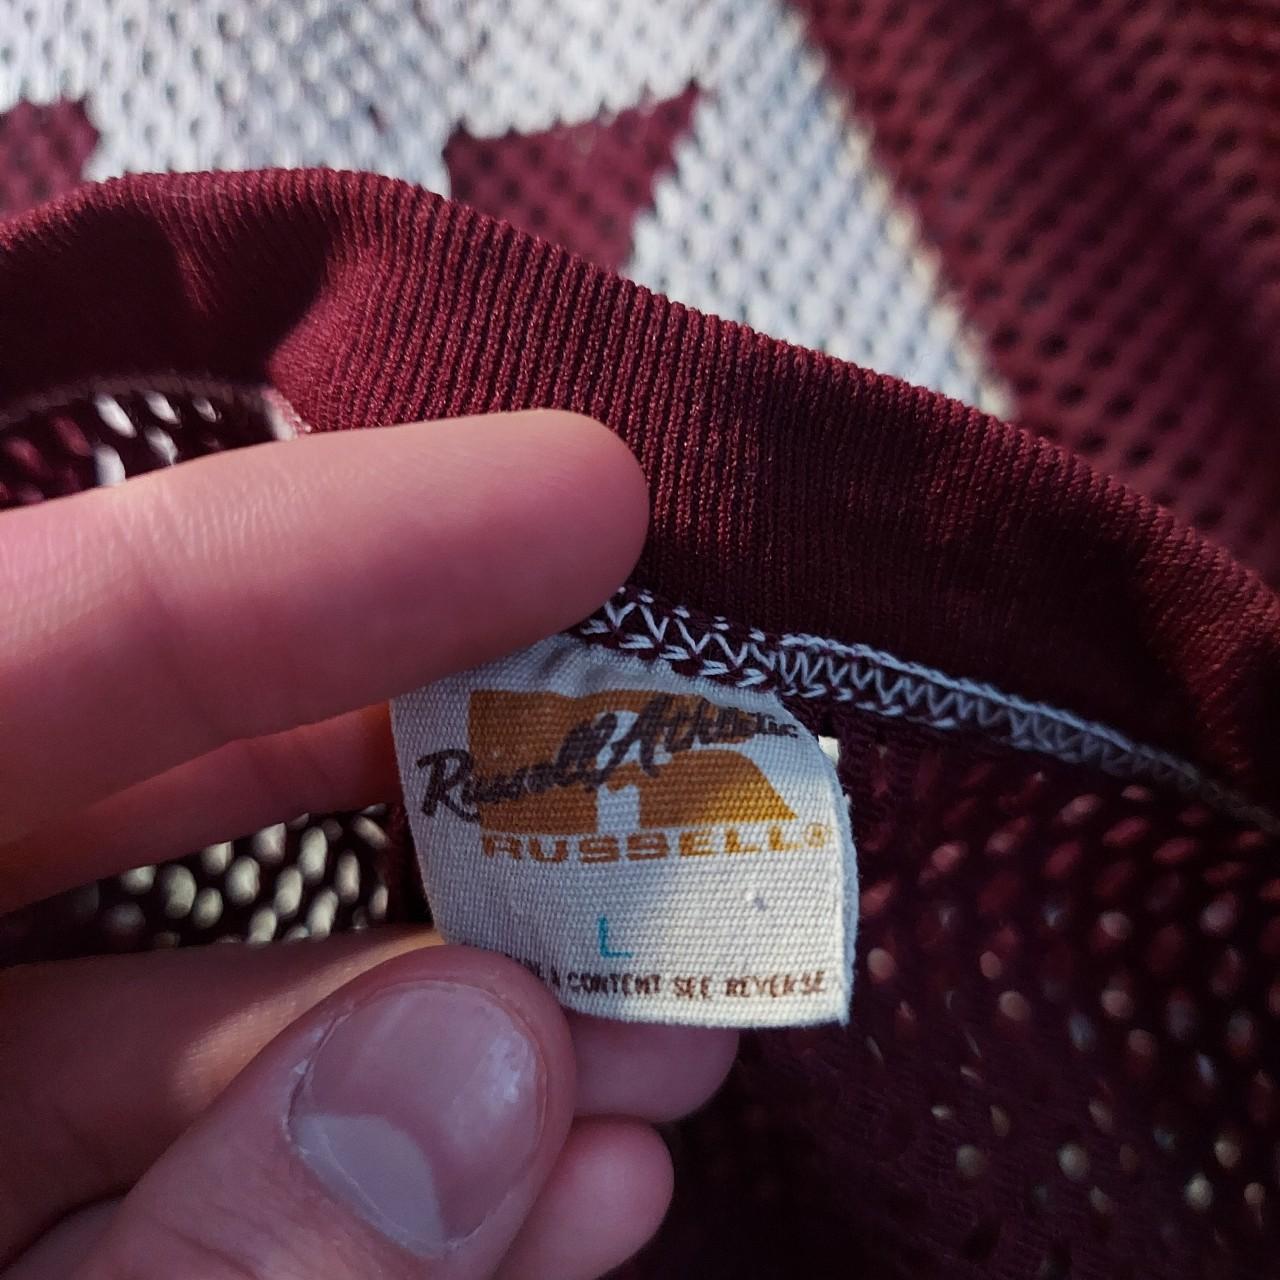 Russell Athletic
RUSSELL®
L
CONTENT SEE REVERSE